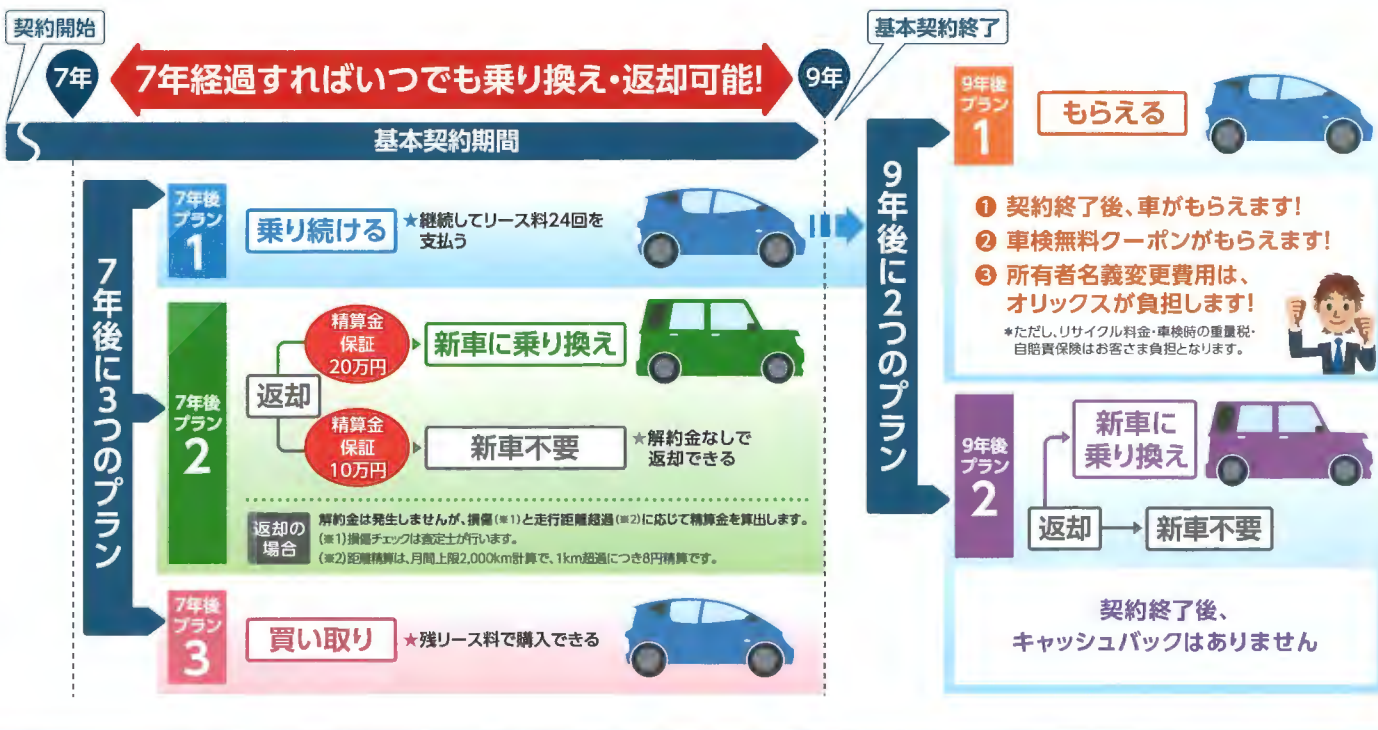 契約開始
7年
7年経過すればいつでも乗り換え・返却可能!
9年
基本契約終了
基本契約期間
7年後に3つのプラン
7年後
プラン
1
乗り続ける
★継続してリース料24回を
支払う
7年後
プラン
2
返却
精算金
保証
20万円
新車に乗り換え
精算金
保証
10万円
新車不要
★解約金なしで
返却できる
返却の
場合
解約金は発生しませんが、損傷(※1)と走行距離超過(※2)に応じて精算金を算出します。
(※1)損傷チェックは査定士が行います。
(※2)距離精算は、月間上限2,000km計算で、1km超過につき8円精算です。
7年後
プラン
3
買い取り
★残リース料で購入できる
9年後に2つのプラン
9年後
プラン
1
もらえる
❶ 契約終了後、車がもらえます!
❷ 車検無料クーポンがもらえます!
❸ 所有者名義変更費用は、
オリックスが負担します!
*ただし、リサイクル料金・車検時の重量税・
自賠責保険はお客さま負担となります。
9年後
プラン
2
返却
新車に
乗り換え
新車不要
契約終了後、
キャッシュバックはありません